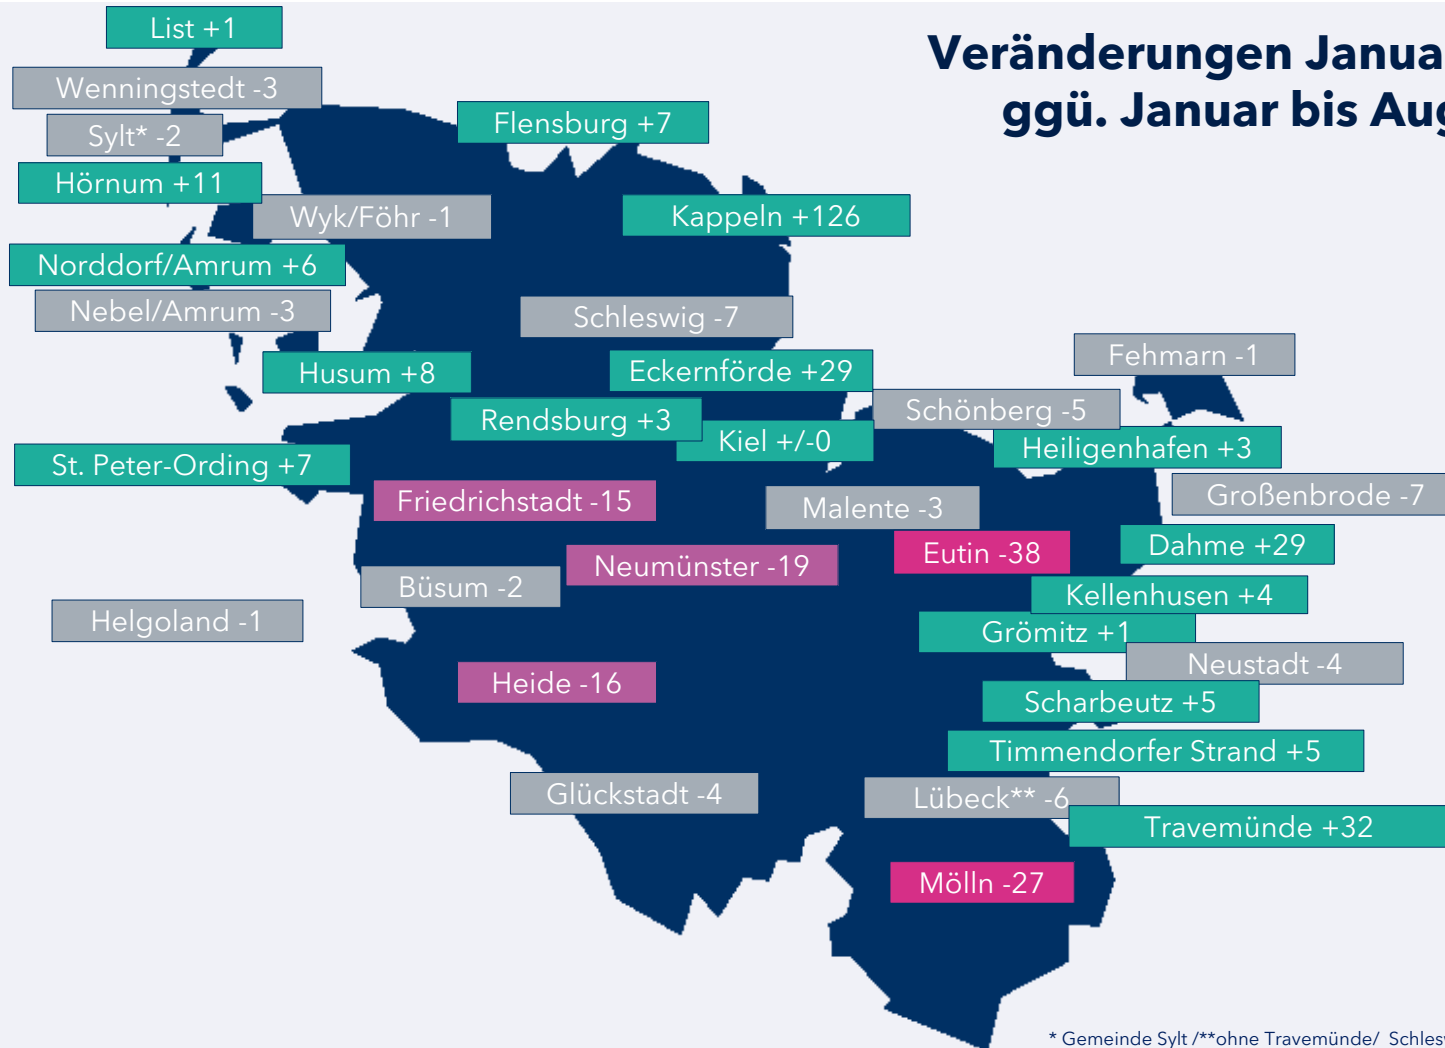 Veränderungen Janua
ggü. Januar bis Aug
List +1
Wenningstedt -3
Sylt* -2
Flensburg +7
Hörnum +11
Wyk/Föhr -1
Kappeln +126
Norddorf/Amrum +6
Nebel/Amrum -3
Schleswig -7
Fehmarn -1
Husum +8
Eckernförde +29
Schönberg -5
Rendsburg +3
Kiel +/-0
Heiligenhafen +3
St. Peter-Ording +7
Friedrichstadt -15
Malente -3
Großenbrode -7
Eutin -38
Dahme +29
Neumünster -19
Büsum -2
Kellenhusen +4
Helgoland -1
Grömitz +1
Neustadt -4
Heide -16
Scharbeutz +5
Timmendorfer Strand +5
Glückstadt -4
Lübeck** -6
Travemünde +32
Mölln -27
* Gemeinde Sylt /**ohne Travemünde/ Schlesw